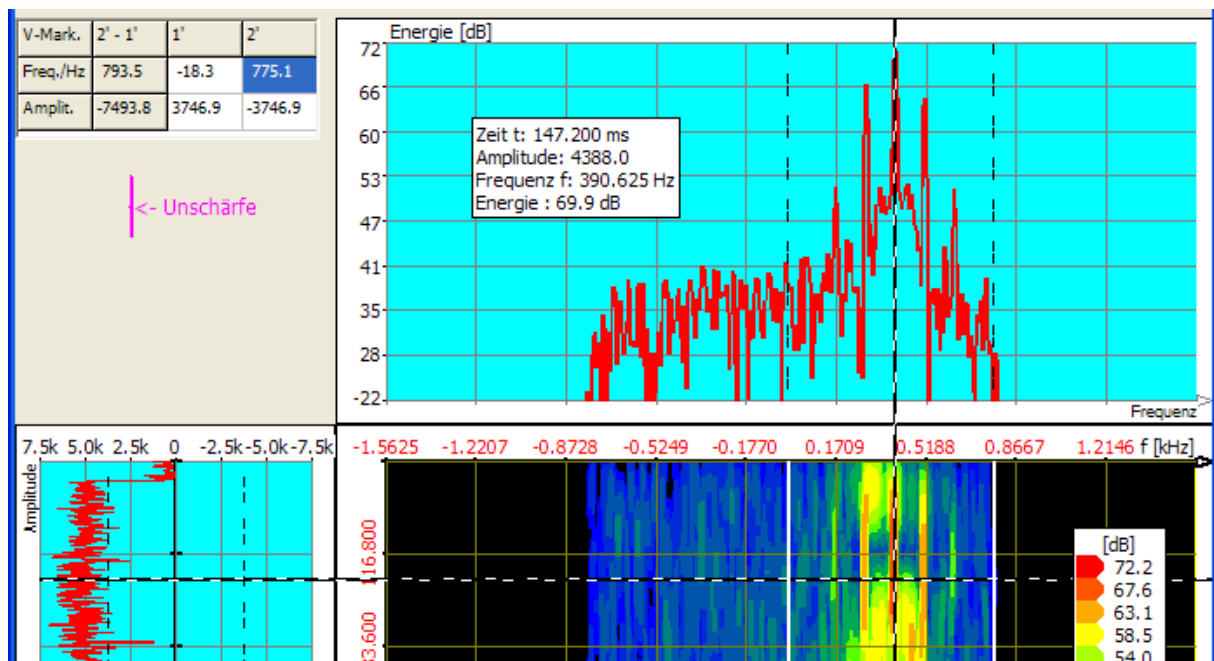 V-Mark. 2' - 1' 1' 2'
Freq./Hz 793.5 -18.3 775.1
Amplit. -7493.8 3746.9 -3746.9
<- Unschärfe
Energie [dB]
72
66
60
53
47
41
35
28
-22
Zeit t: 147.200 ms
Amplitude: 4388.0
Frequenz f: 390.625 Hz
Energie : 69.9 dB
Frequenz
7.5k 5.0k 2.5k 0 -2.5k -5.0k -7.5k
Amplitude
-1.5625 -1.2207 -0.8728 -0.5249 -0.1770 0.1709 0.5188 0.8667 1.2146 f [kHz]
116.800
[dB]
72.2
67.6
63.1
58.5
54.0